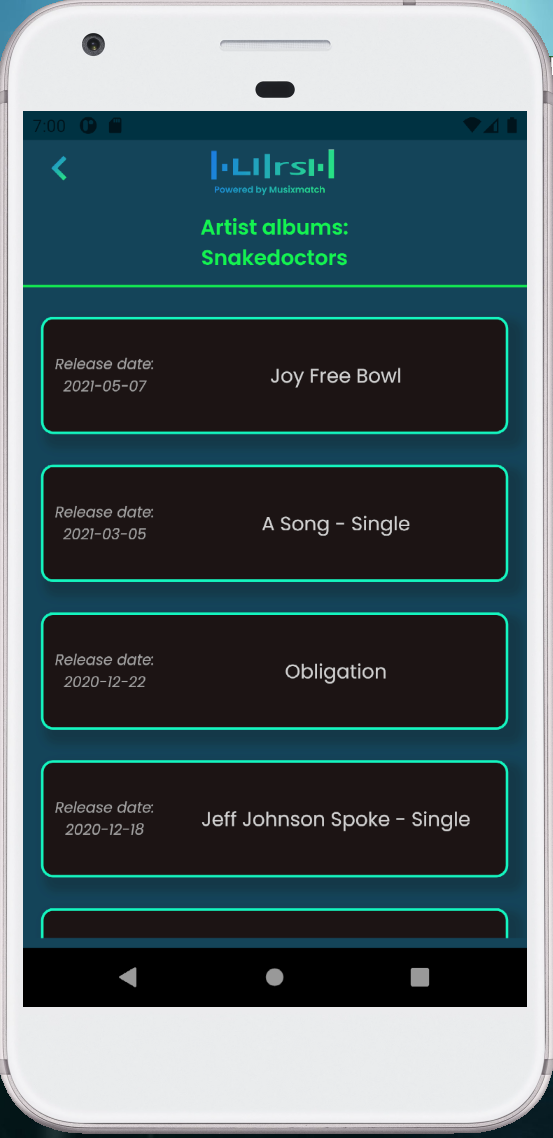 7:00
Powered by Musixmatch
Artist albums:
Snakedoctors
Release date:
2021-05-07
Joy Free Bowl
Release date:
2021-03-05
A Song - Single
Release date:
2020-12-22
Obligation
Release date:
2020-12-18
Jeff Johnson Spoke - Single